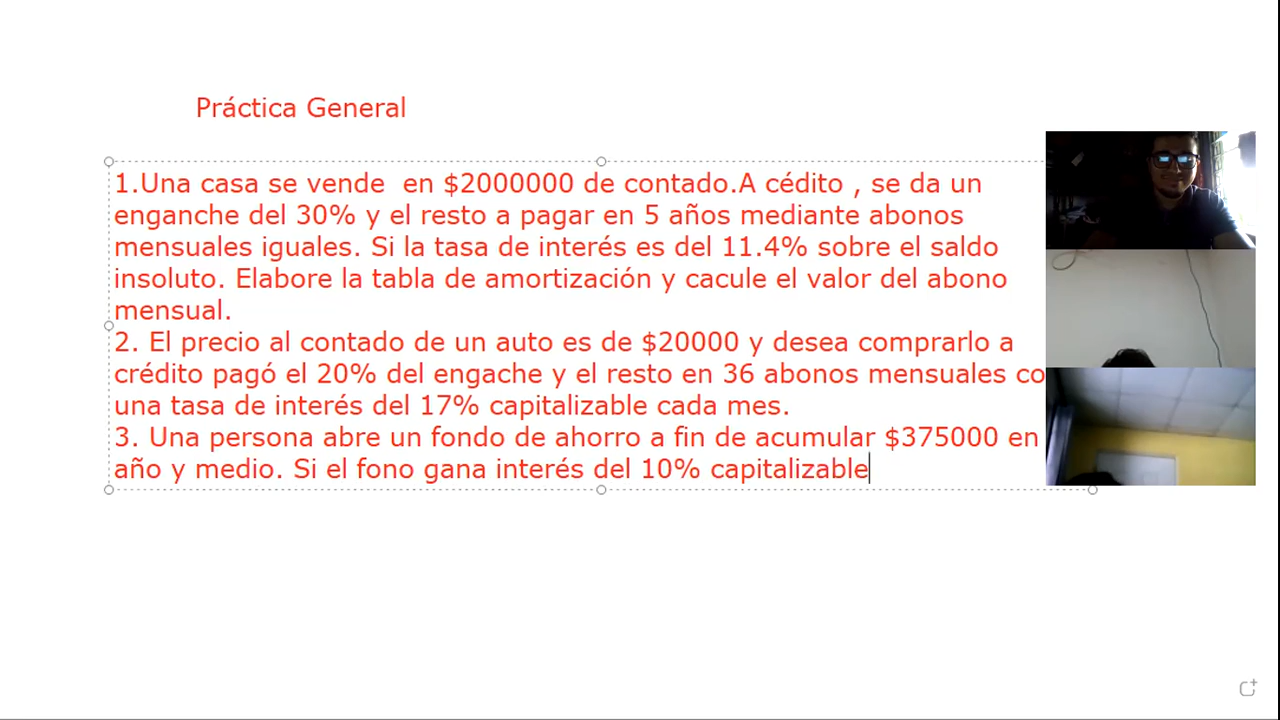 Práctica General
1.Una casa se vende  en $2000000 de contado.A cédito , se da un
enganche del 30% y el resto a pagar en 5 años mediante abonos
mensuales iguales. Si la tasa de interés es del 11.4% sobre el saldo
insoluto. Elabore la tabla de amortización y cacule el valor del abono
mensual.
2. El precio al contado de un auto es de $20000 y desea comprarlo a
crédito pagó el 20% del engache y el resto en 36 abonos mensuales co
una tasa de interés del 17% capitalizable cada mes.
3. Una persona abre un fondo de ahorro a fin de acumular $375000 en
año y medio. Si el fono gana interés del 10% capitalizable